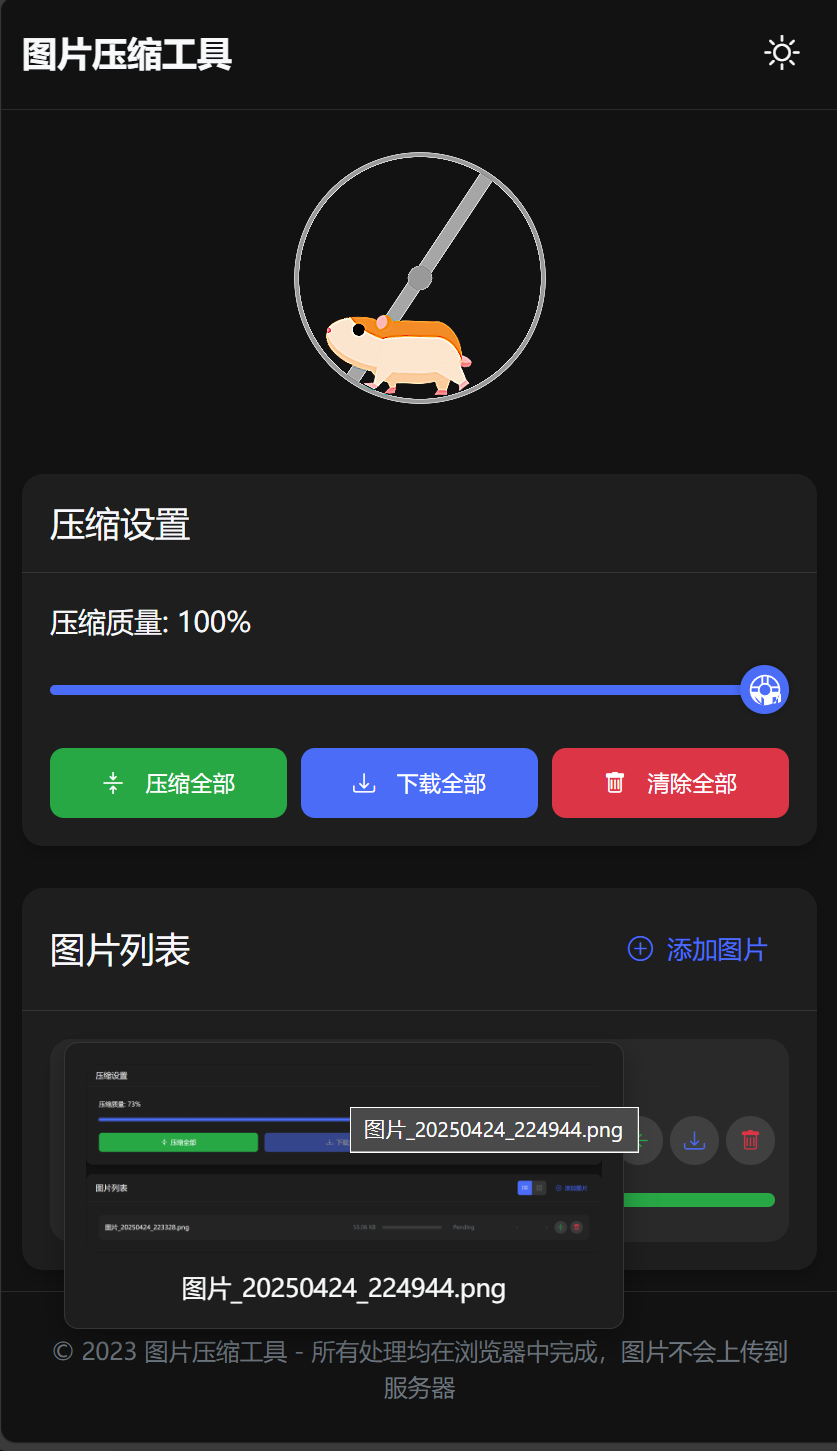 图片压缩工具
压缩设置
压缩质量: 100%
压缩全部
下载全部
清除全部
图片列表
添加图片
压缩设置
压缩质量: 73%
压缩全部
下载
图片列表
添加图片
图片_20250424_223328.png
53.06 KB
Pending
图片_20250424_224944.png
图片_20250424_224944.png
© 2023 图片压缩工具 - 所有处理均在浏览器中完成，图片不会上传到
服务器